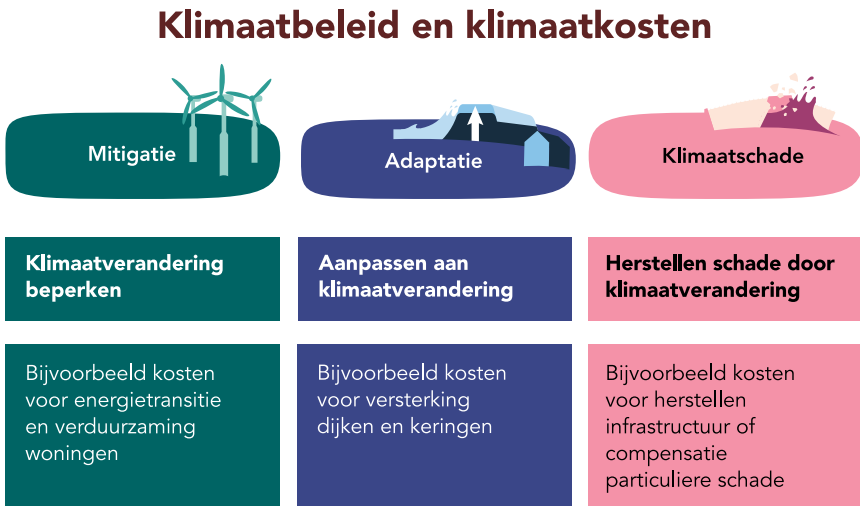 Klimaatbeleid en klimaatkosten
Mitigatie
Klimaatverandering
beperken
Bijvoorbeeld kosten
voor energietransitie
en verduurzaming
woningen
Adaptatie
Aanpassen aan
klimaatverandering
Bijvoorbeeld kosten
voor versterking
dijken en keringen
Klimaatschade
Herstellen schade door
klimaatverandering
Bijvoorbeeld kosten
voor herstellen
infrastructuur of
compensatie
particuliere schade